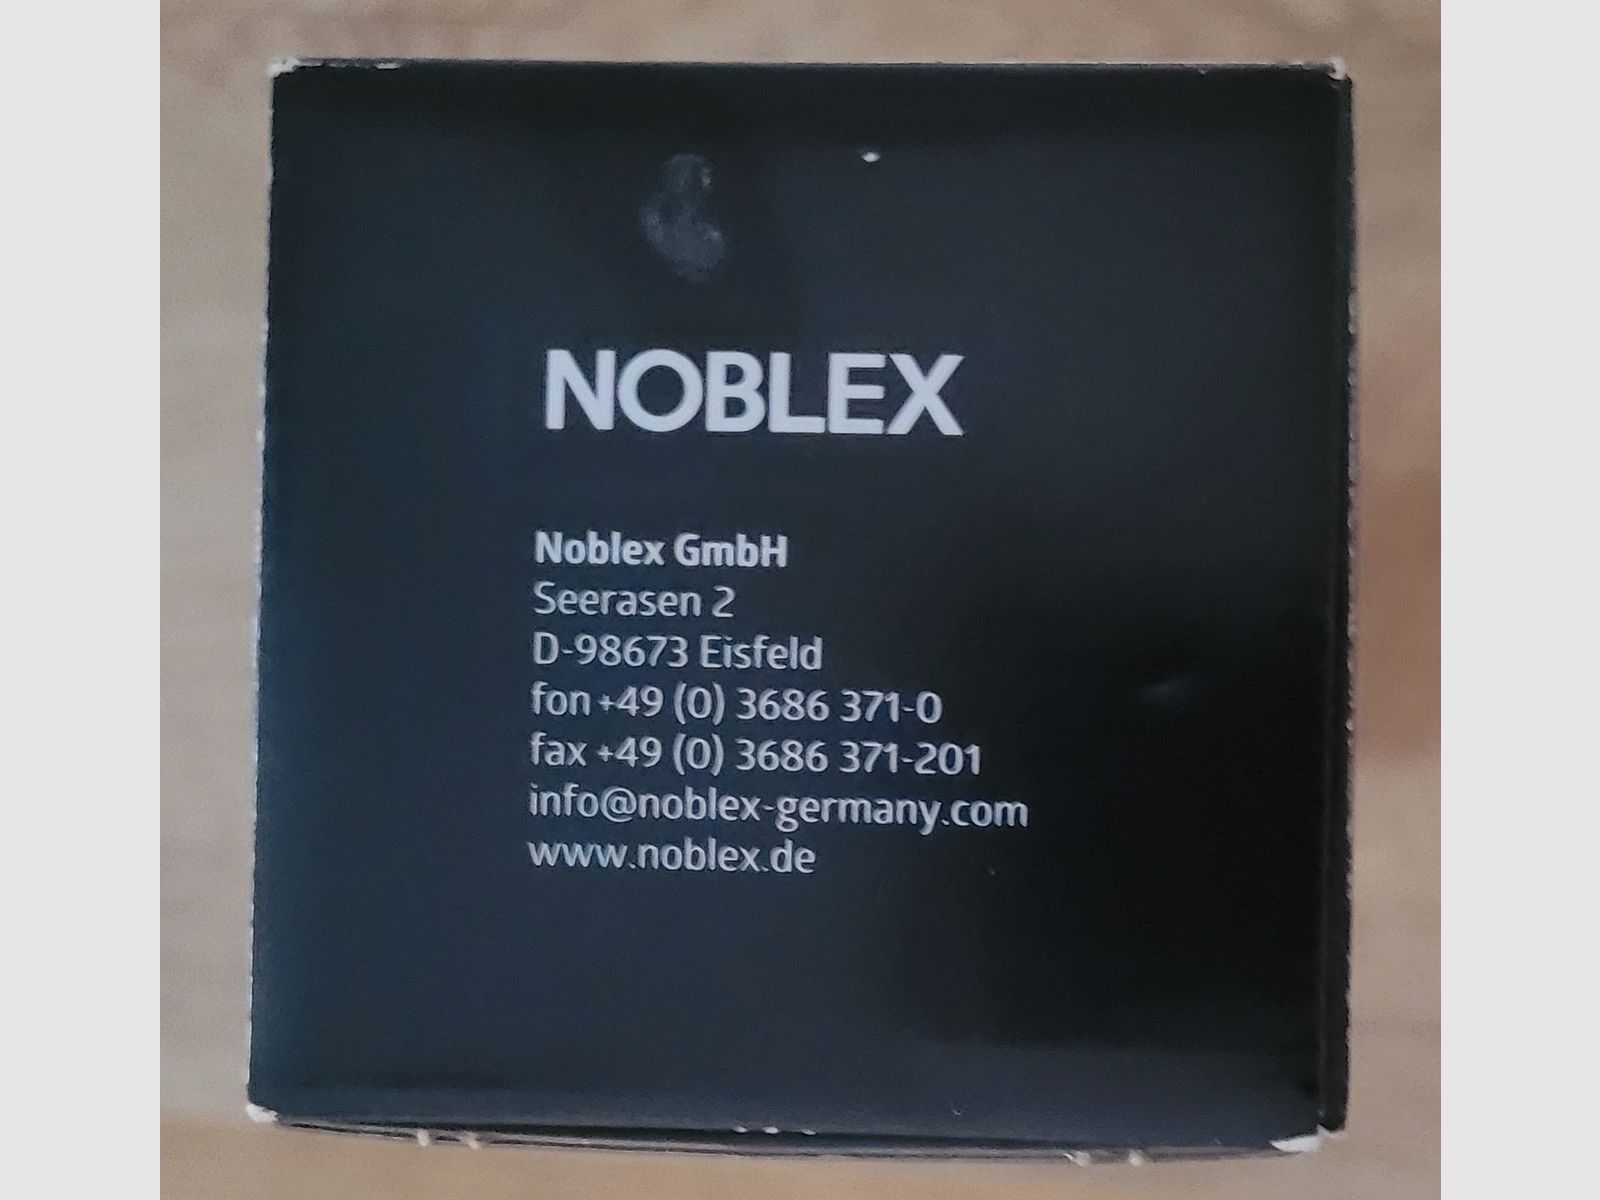 NOBLEX
Noblex GmbH
Seerasen 2
D-98673 Eisfeld
fon +49 (0) 3686 371-0
fax +49 (0) 3686 371-201
info@noblex-germany.com
www.noblex.de